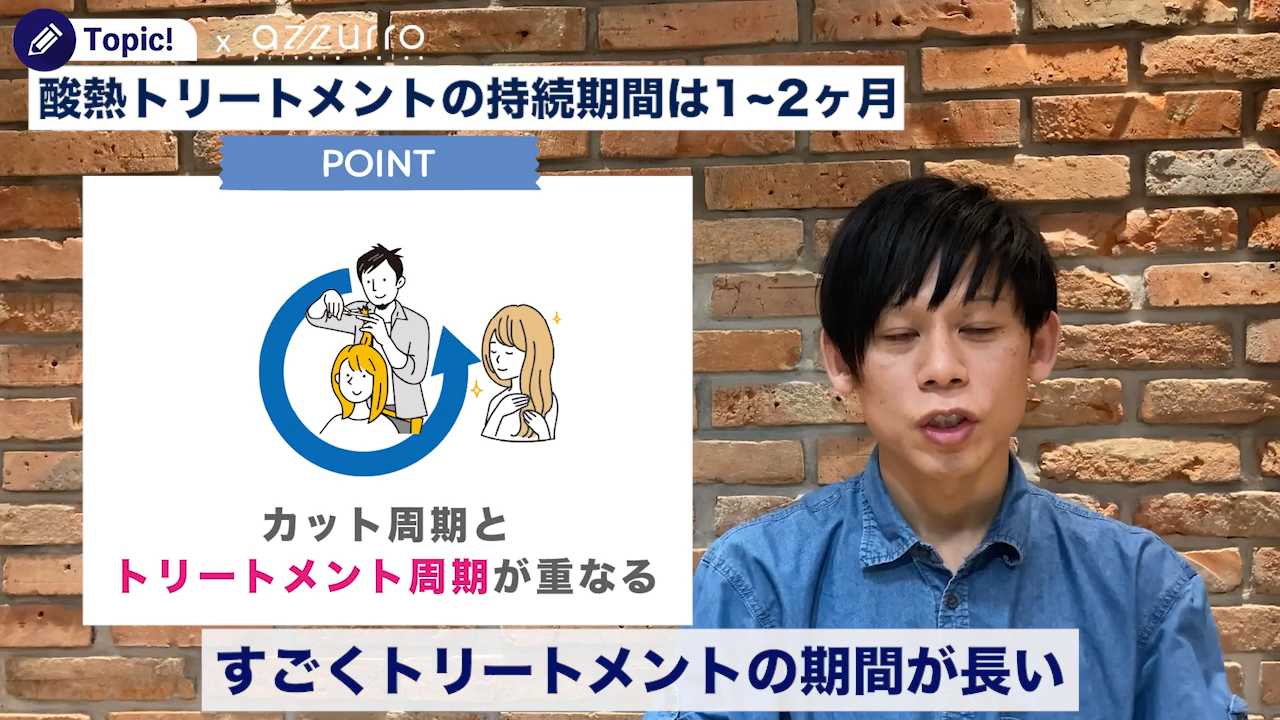 Topic! x azzurro
private salon
酸熱トリートメントの持続期間は1~2ヶ月
POINT
カット周期と
トリートメント周期が重なる
すごくトリートメントの期間が長い